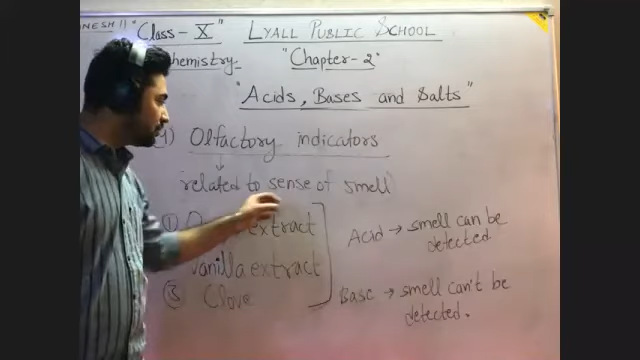 NESH || "Class - X" LYALL PUBLIC SCHOOL
hemistry "Chapter - 2"
"Acids, Bases and Salts"
Olfactory indicators
related to sense of smell
① extract
Vanilla extract
③ Clove
Acid → smell can be
detected
Base → smell can't be
detected.